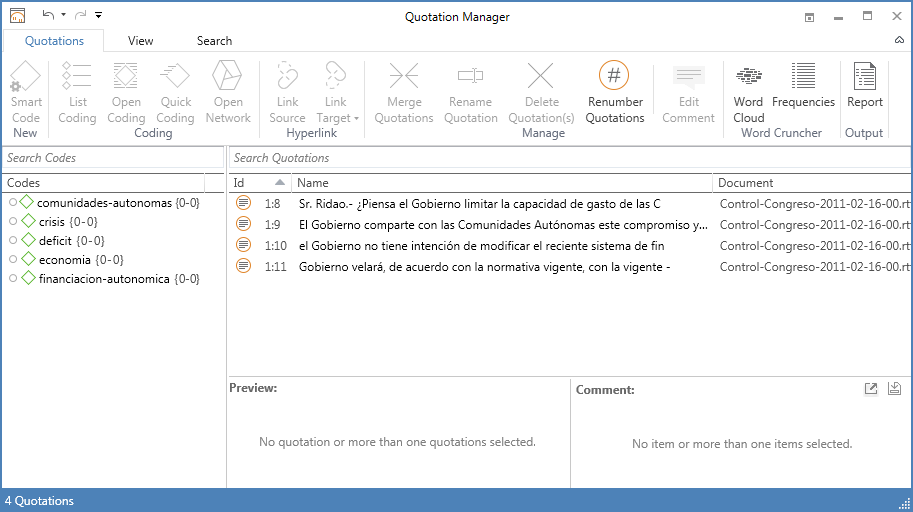 Quotation Manager
Quotations View Search
Smart Code
List Coding
Open Coding
Quick Coding
Open Network
Link Source
Link Target
Merge Quotations
Rename Quotation
Delete Quotation(s)
Renumber Quotations
Edit Comment
Word Cloud
Frequencies
Report
New Coding Hyperlink Manage Word Cruncher Output
Search Codes
Search Quotations
Codes
Id Name Document
comunidades-autonomas {0-0}
crisis {0-0}
deficit {0-0}
economia {0-0}
financiacion-autonomica {0-0}
1:8 Sr. Ridao.- ¿Piensa el Gobierno limitar la capacidad de gasto de las C Control-Congreso-2011-02-16-00.rt
1:9 El Gobierno comparte con las Comunidades Autónomas este compromiso y... Control-Congreso-2011-02-16-00.rt
1:10 el Gobierno no tiene intención de modificar el reciente sistema de fin Control-Congreso-2011-02-16-00.rt
1:11 Gobierno velará, de acuerdo con la normativa vigente, con la vigente - Control-Congreso-2011-02-16-00.rt
Preview:
No quotation or more than one quotations selected.
Comment:
No item or more than one items selected.
4 Quotations